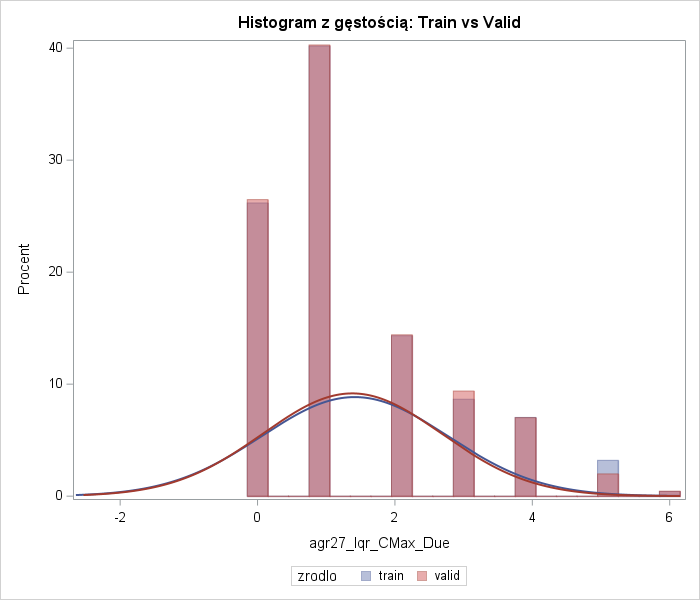 Histogram z gęstością: Train vs Valid
40
30
20
10
0
Procent
-2 0 2 4 6
agr27_Iqr_CMax_Due
zrodlo train valid